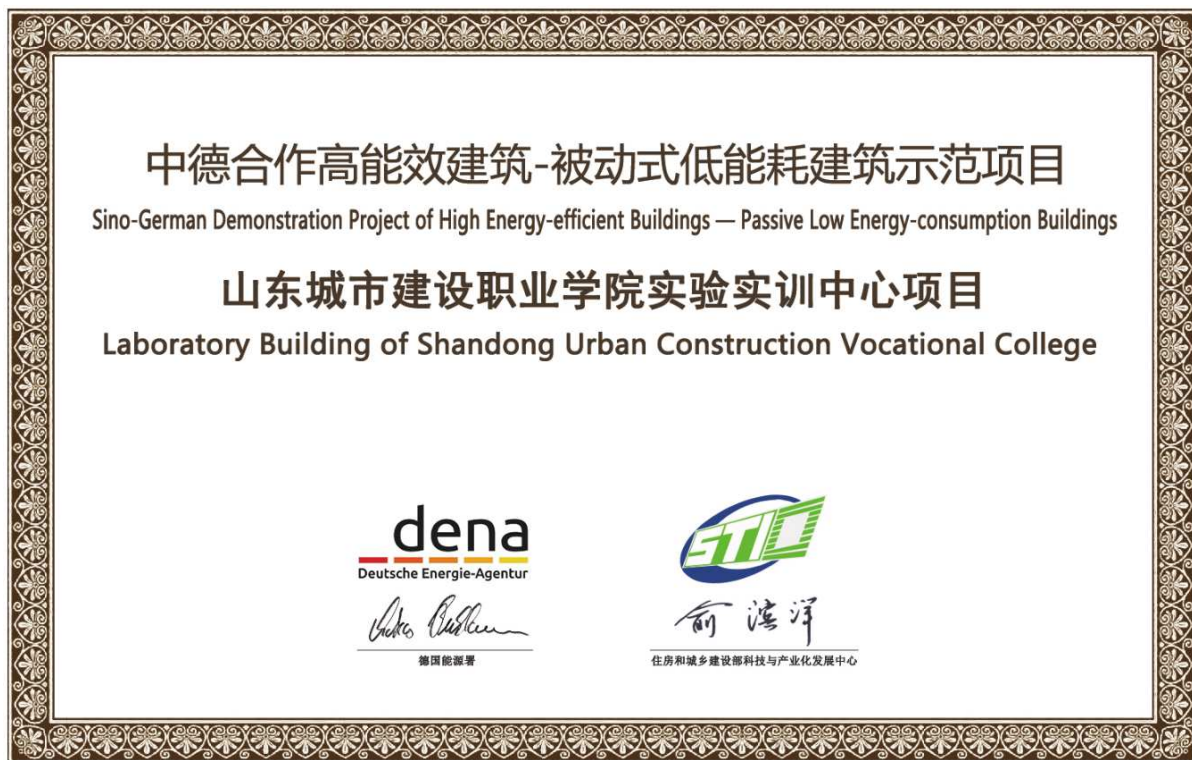 中德合作高能效建筑-被动式低能耗建筑示范项目
Sino-German Demonstration Project of High Energy-efficient Buildings — Passive Low Energy-consumption Buildings
山东城市建设职业学院实验实训中心项目
Laboratory Building of Shandong Urban Construction Vocational College
dena
Deutsche Energie-Agentur
STI
俞滨洋
德国能源署
住房和城乡建设部科技与产业化发展中心